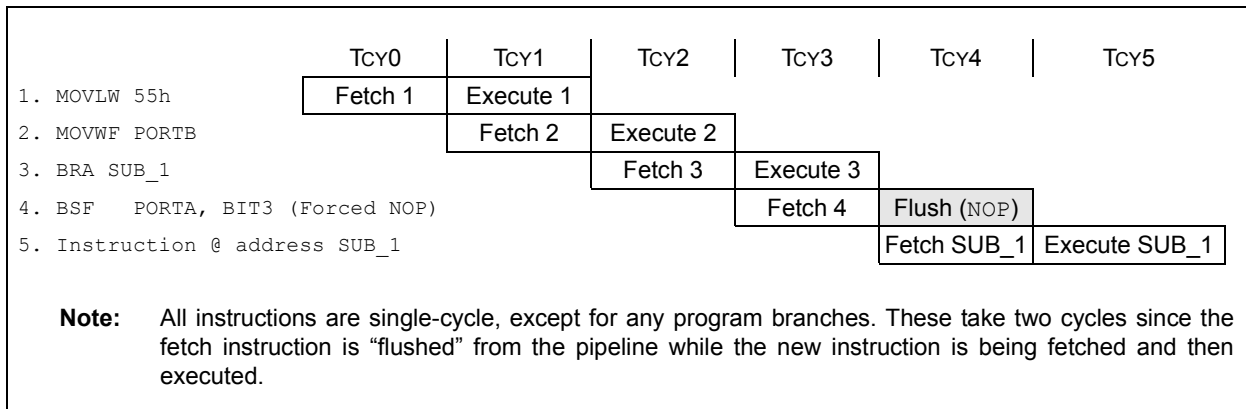 TCY0 TCY1 TCY2 TCY3 TCY4 TCY5
1. MOVLW 55h Fetch 1 Execute 1
2. MOVWF PORTB Fetch 2 Execute 2
3. BRA SUB_1 Fetch 3 Execute 3
4. BSF PORTA, BIT3 (Forced NOP) Fetch 4 Flush (NOP)
5. Instruction @ address SUB_1 Fetch SUB_1 Execute SUB_1
Note: All instructions are single-cycle, except for any program branches. These take two cycles since the
fetch instruction is “flushed” from the pipeline while the new instruction is being fetched and then
executed.